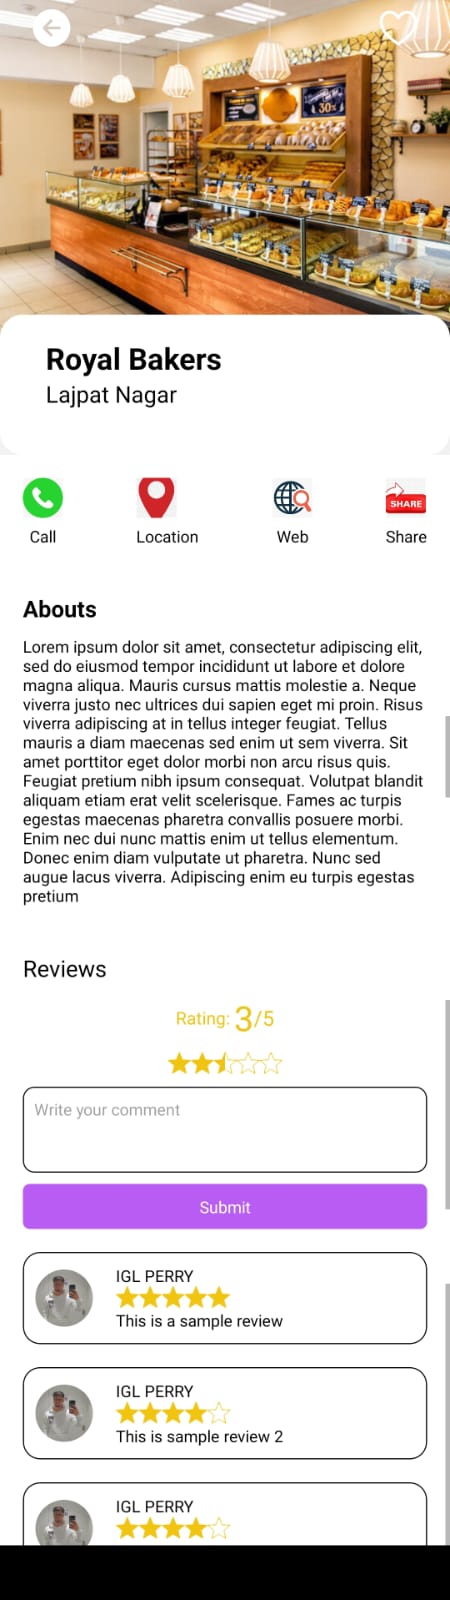 30%
Royal Bakers
Lajpat Nagar
Call
Location
Web
SHARE
Share
Abouts
Lorem ipsum dolor sit amet, consectetur adipiscing elit,
sed do eiusmod tempor incididunt ut labore et dolore
magna aliqua. Mauris cursus mattis molestie a. Neque
viverra justo nec ultrices dui sapien eget mi proin. Risus
viverra adipiscing at in tellus integer feugiat. Tellus
mauris a diam maecenas sed enim ut sem viverra. Sit
amet porttitor eget dolor morbi non arcu risus quis.
Feugiat pretium nibh ipsum consequat. Volutpat blandit
aliquam etiam erat velit scelerisque. Fames ac turpis
egestas maecenas pharetra convallis posuere morbi.
Enim nec dui nunc mattis enim ut tellus elementum.
Donec enim diam vulputate ut pharetra. Nunc sed
augue lacus viverra. Adipiscing enim eu turpis egestas
pretium
Reviews
Rating: 3/5
Write your comment
Submit
IGL PERRY
This is a sample review
IGL PERRY
This is sample review 2
IGL PERRY